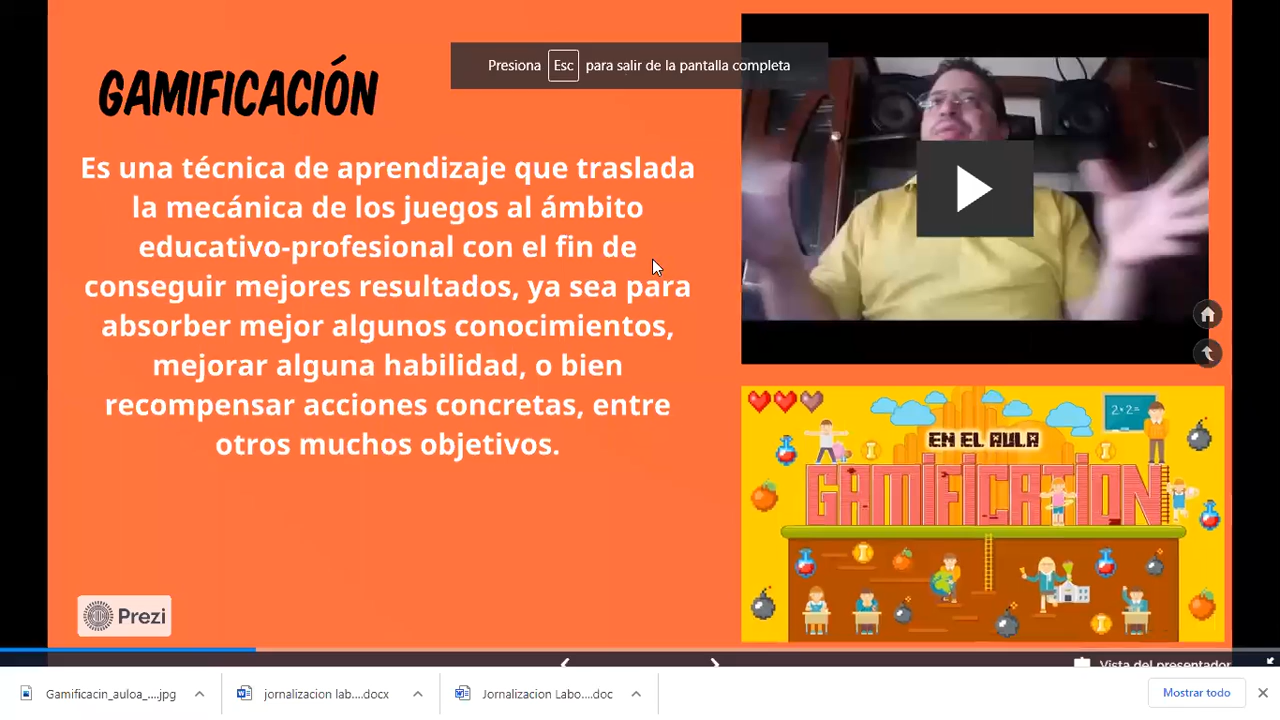 Presiona Esc para salir de la pantalla completa
GAMIFICACIÓN
Es una técnica de aprendizaje que traslada
la mecánica de los juegos al ámbito
educativo-profesional con el fin de
conseguir mejores resultados, ya sea para
absorber mejor algunos conocimientos,
mejorar alguna habilidad, o bien
recompensar acciones concretas, entre
otros muchos objetivos.
2·2=
EN EL AULA
GAMIFICATION
Prezi
Vista del presentador
Gamificacin_auloa_....jpg
jornalizacion lab....docx
Jornalizacion Labo....doc
Mostrar todo